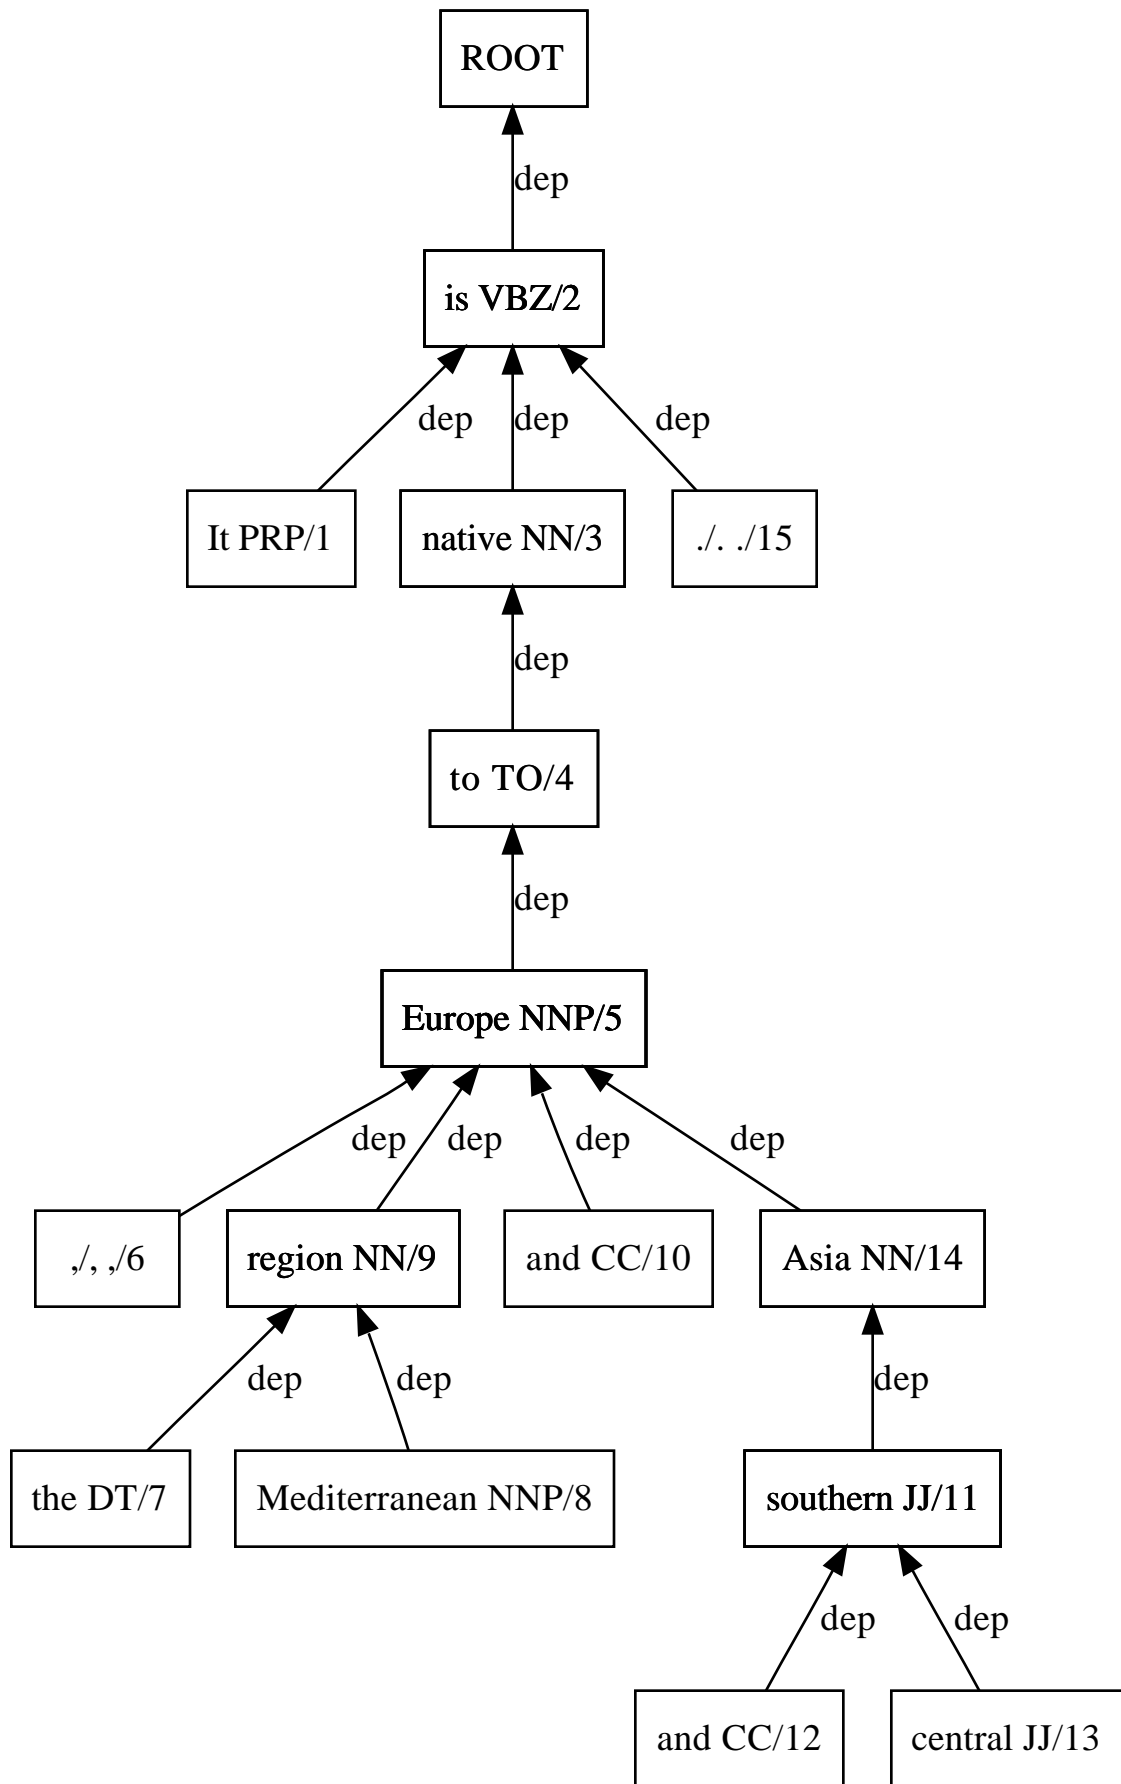 ROOT
dep
is VBZ/2
dep dep dep
It PRP/1 native NN/3 ./. ./15
dep
to TO/4
dep
Europe NNP/5
dep dep dep dep
,/, ,/6 region NN/9 and CC/10 Asia NN/14
dep dep dep
the DT/7 Mediterranean NNP/8 southern JJ/11
dep dep
and CC/12 central JJ/13